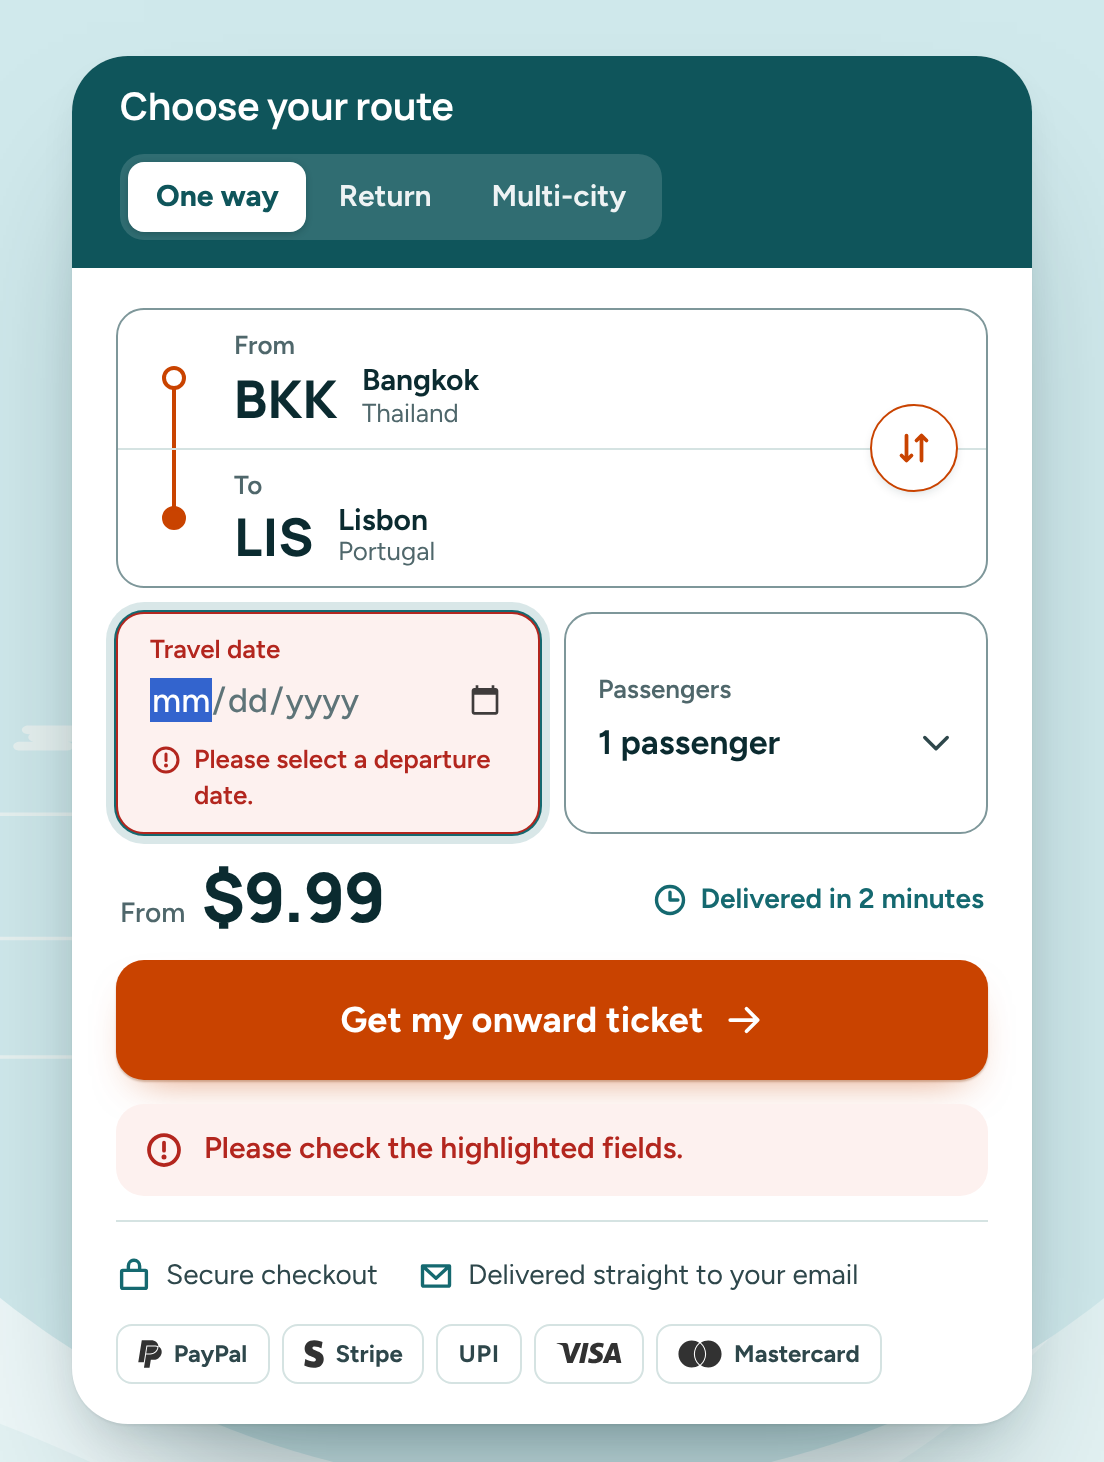 Choose your route
One way
Return
Multi-city
From
BKK
Bangkok
Thailand
To
LIS
Lisbon
Portugal
Travel date
mm/dd/yyyy
Please select a departure
date.
Passengers
1 passenger
From $9.99
Delivered in 2 minutes
Get my onward ticket
Please check the highlighted fields.
Secure checkout
Delivered straight to your email
PayPal
Stripe
UPI
VISA
Mastercard